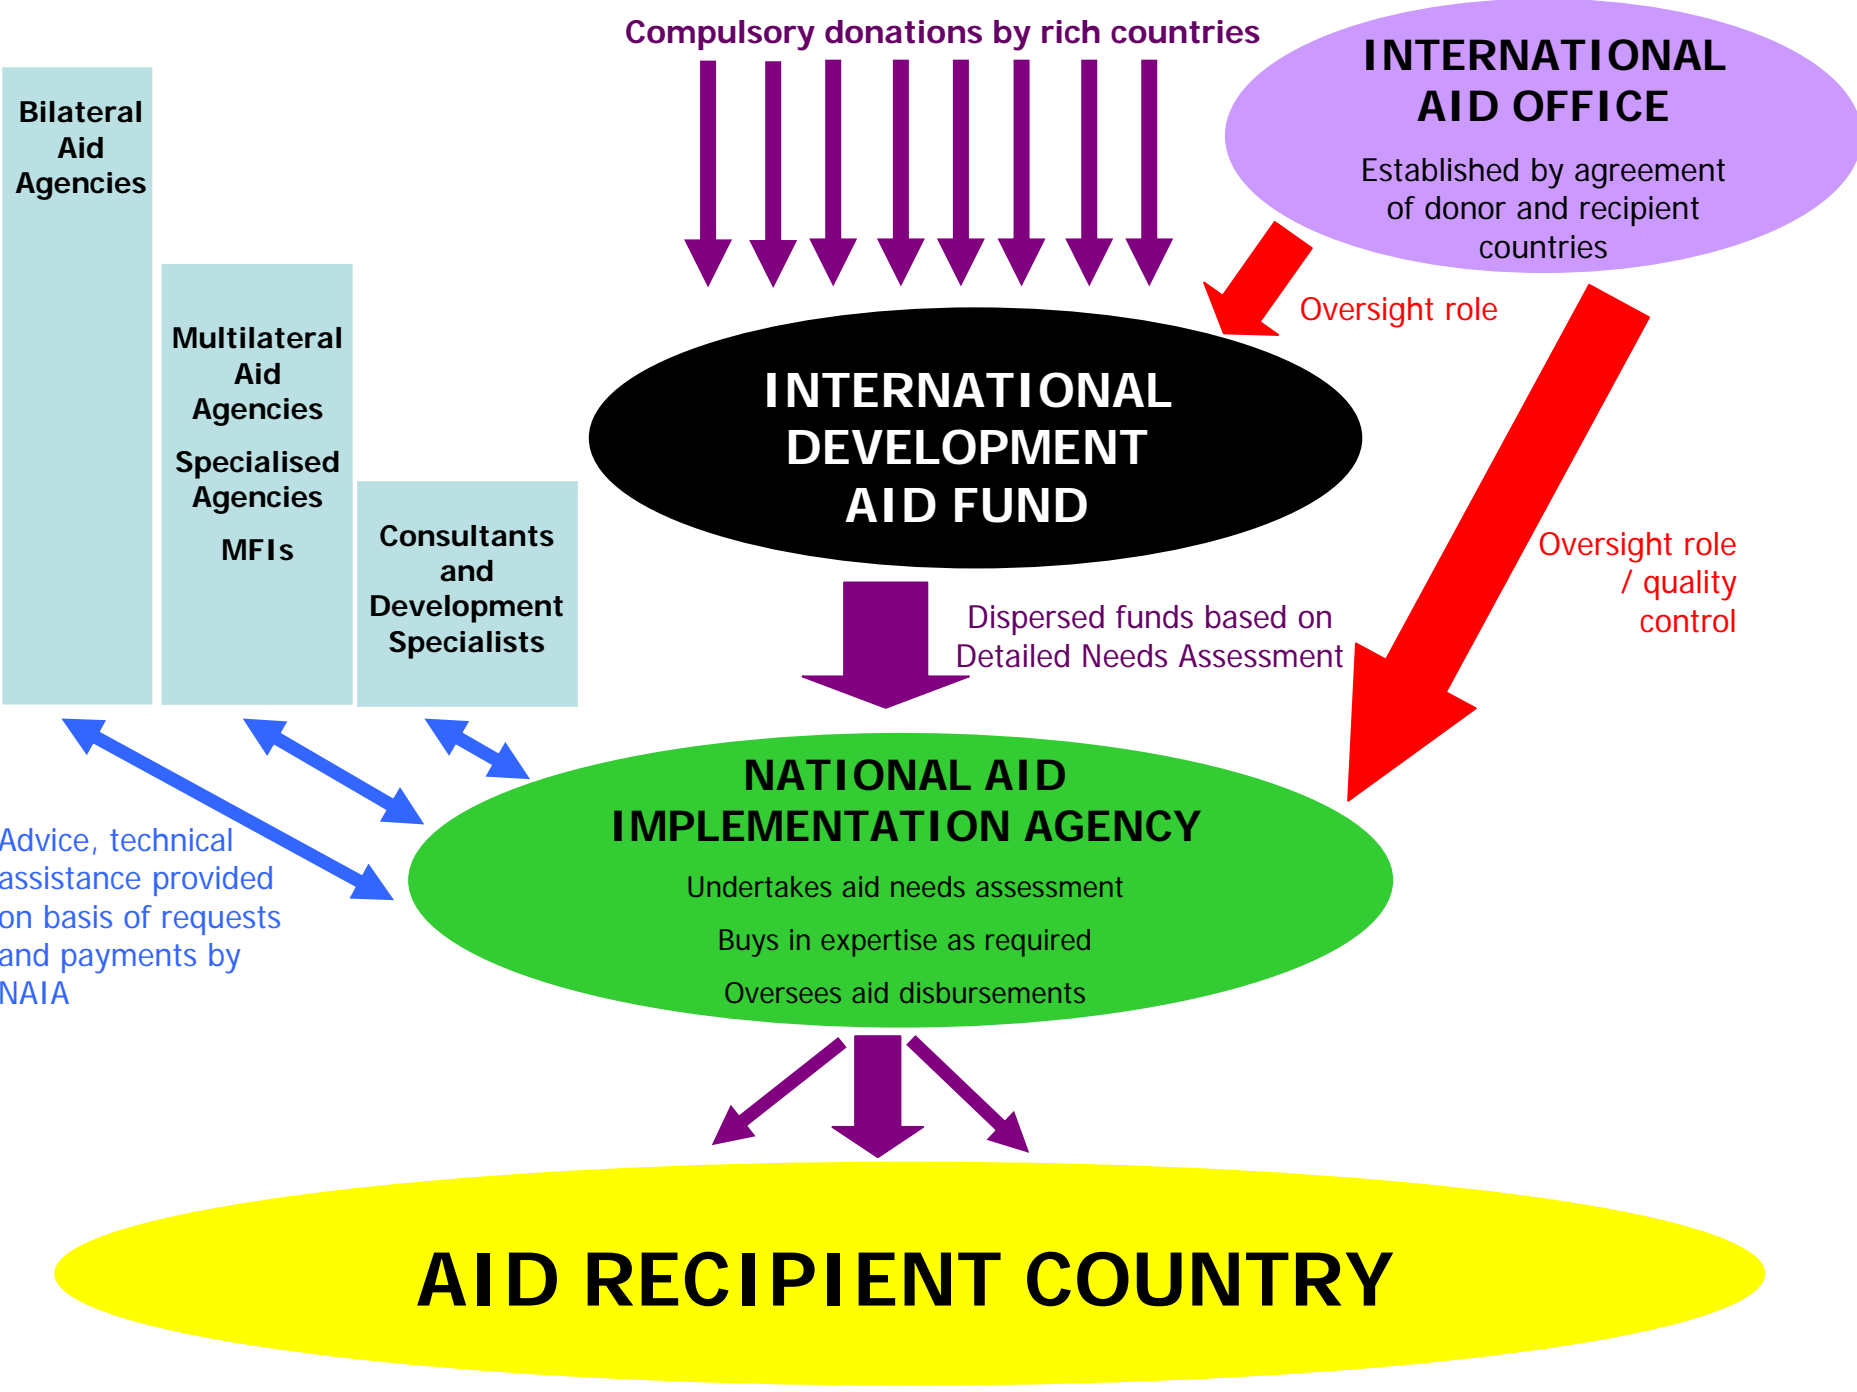 Compulsory donations by rich countries
INTERNATIONAL
AID OFFICE
Established by agreement
of donor and recipient
countries
Bilateral
Aid
Agencies
Multilateral
Aid
Agencies
Specialised
Agencies
MFIs
Consultants
and
Development
Specialists
Oversight role
INTERNATIONAL
DEVELOPMENT
AID FUND
Oversight role
/ quality
control
Dispersed funds based on
Detailed Needs Assessment
NATIONAL AID
IMPLEMENTATION AGENCY
Undertakes aid needs assessment
Buys in expertise as required
Oversees aid disbursements
Advice, technical
assistance provided
on basis of requests
and payments by
NAIA
AID RECIPIENT COUNTRY